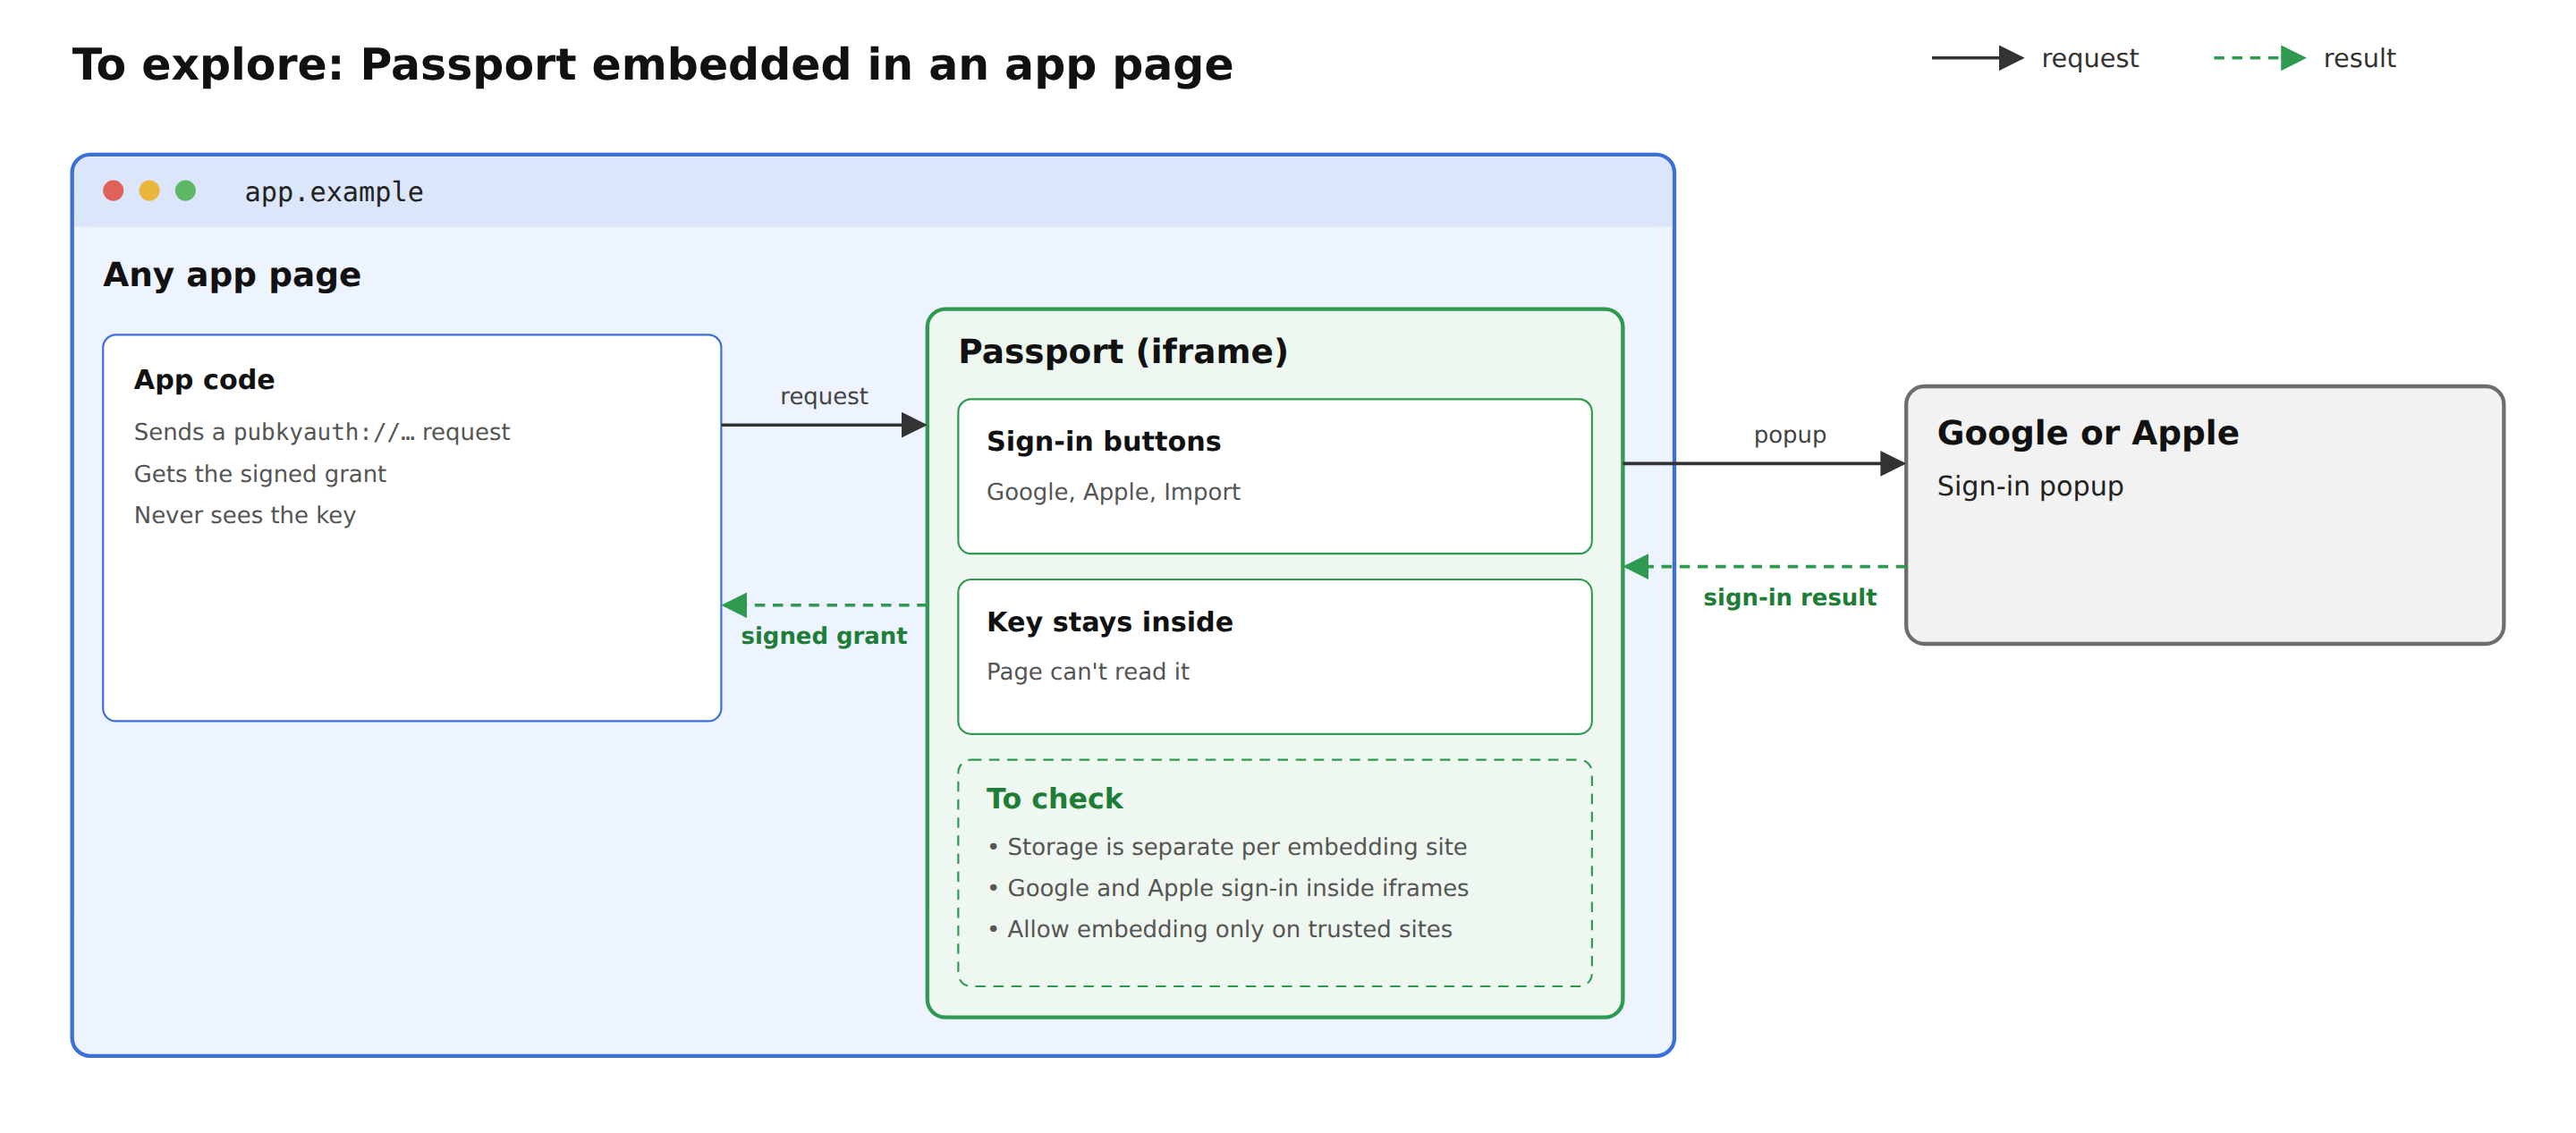 To explore: Passport embedded in an app page
request
result
app.example
Any app page
App code
Sends a pubkyauth://… request
Gets the signed grant
Never sees the key
request
signed grant
Passport (iframe)
Sign-in buttons
Google, Apple, Import
Key stays inside
Page can't read it
To check
• Storage is separate per embedding site
• Google and Apple sign-in inside iframes
• Allow embedding only on trusted sites
popup
sign-in result
Google or Apple
Sign-in popup